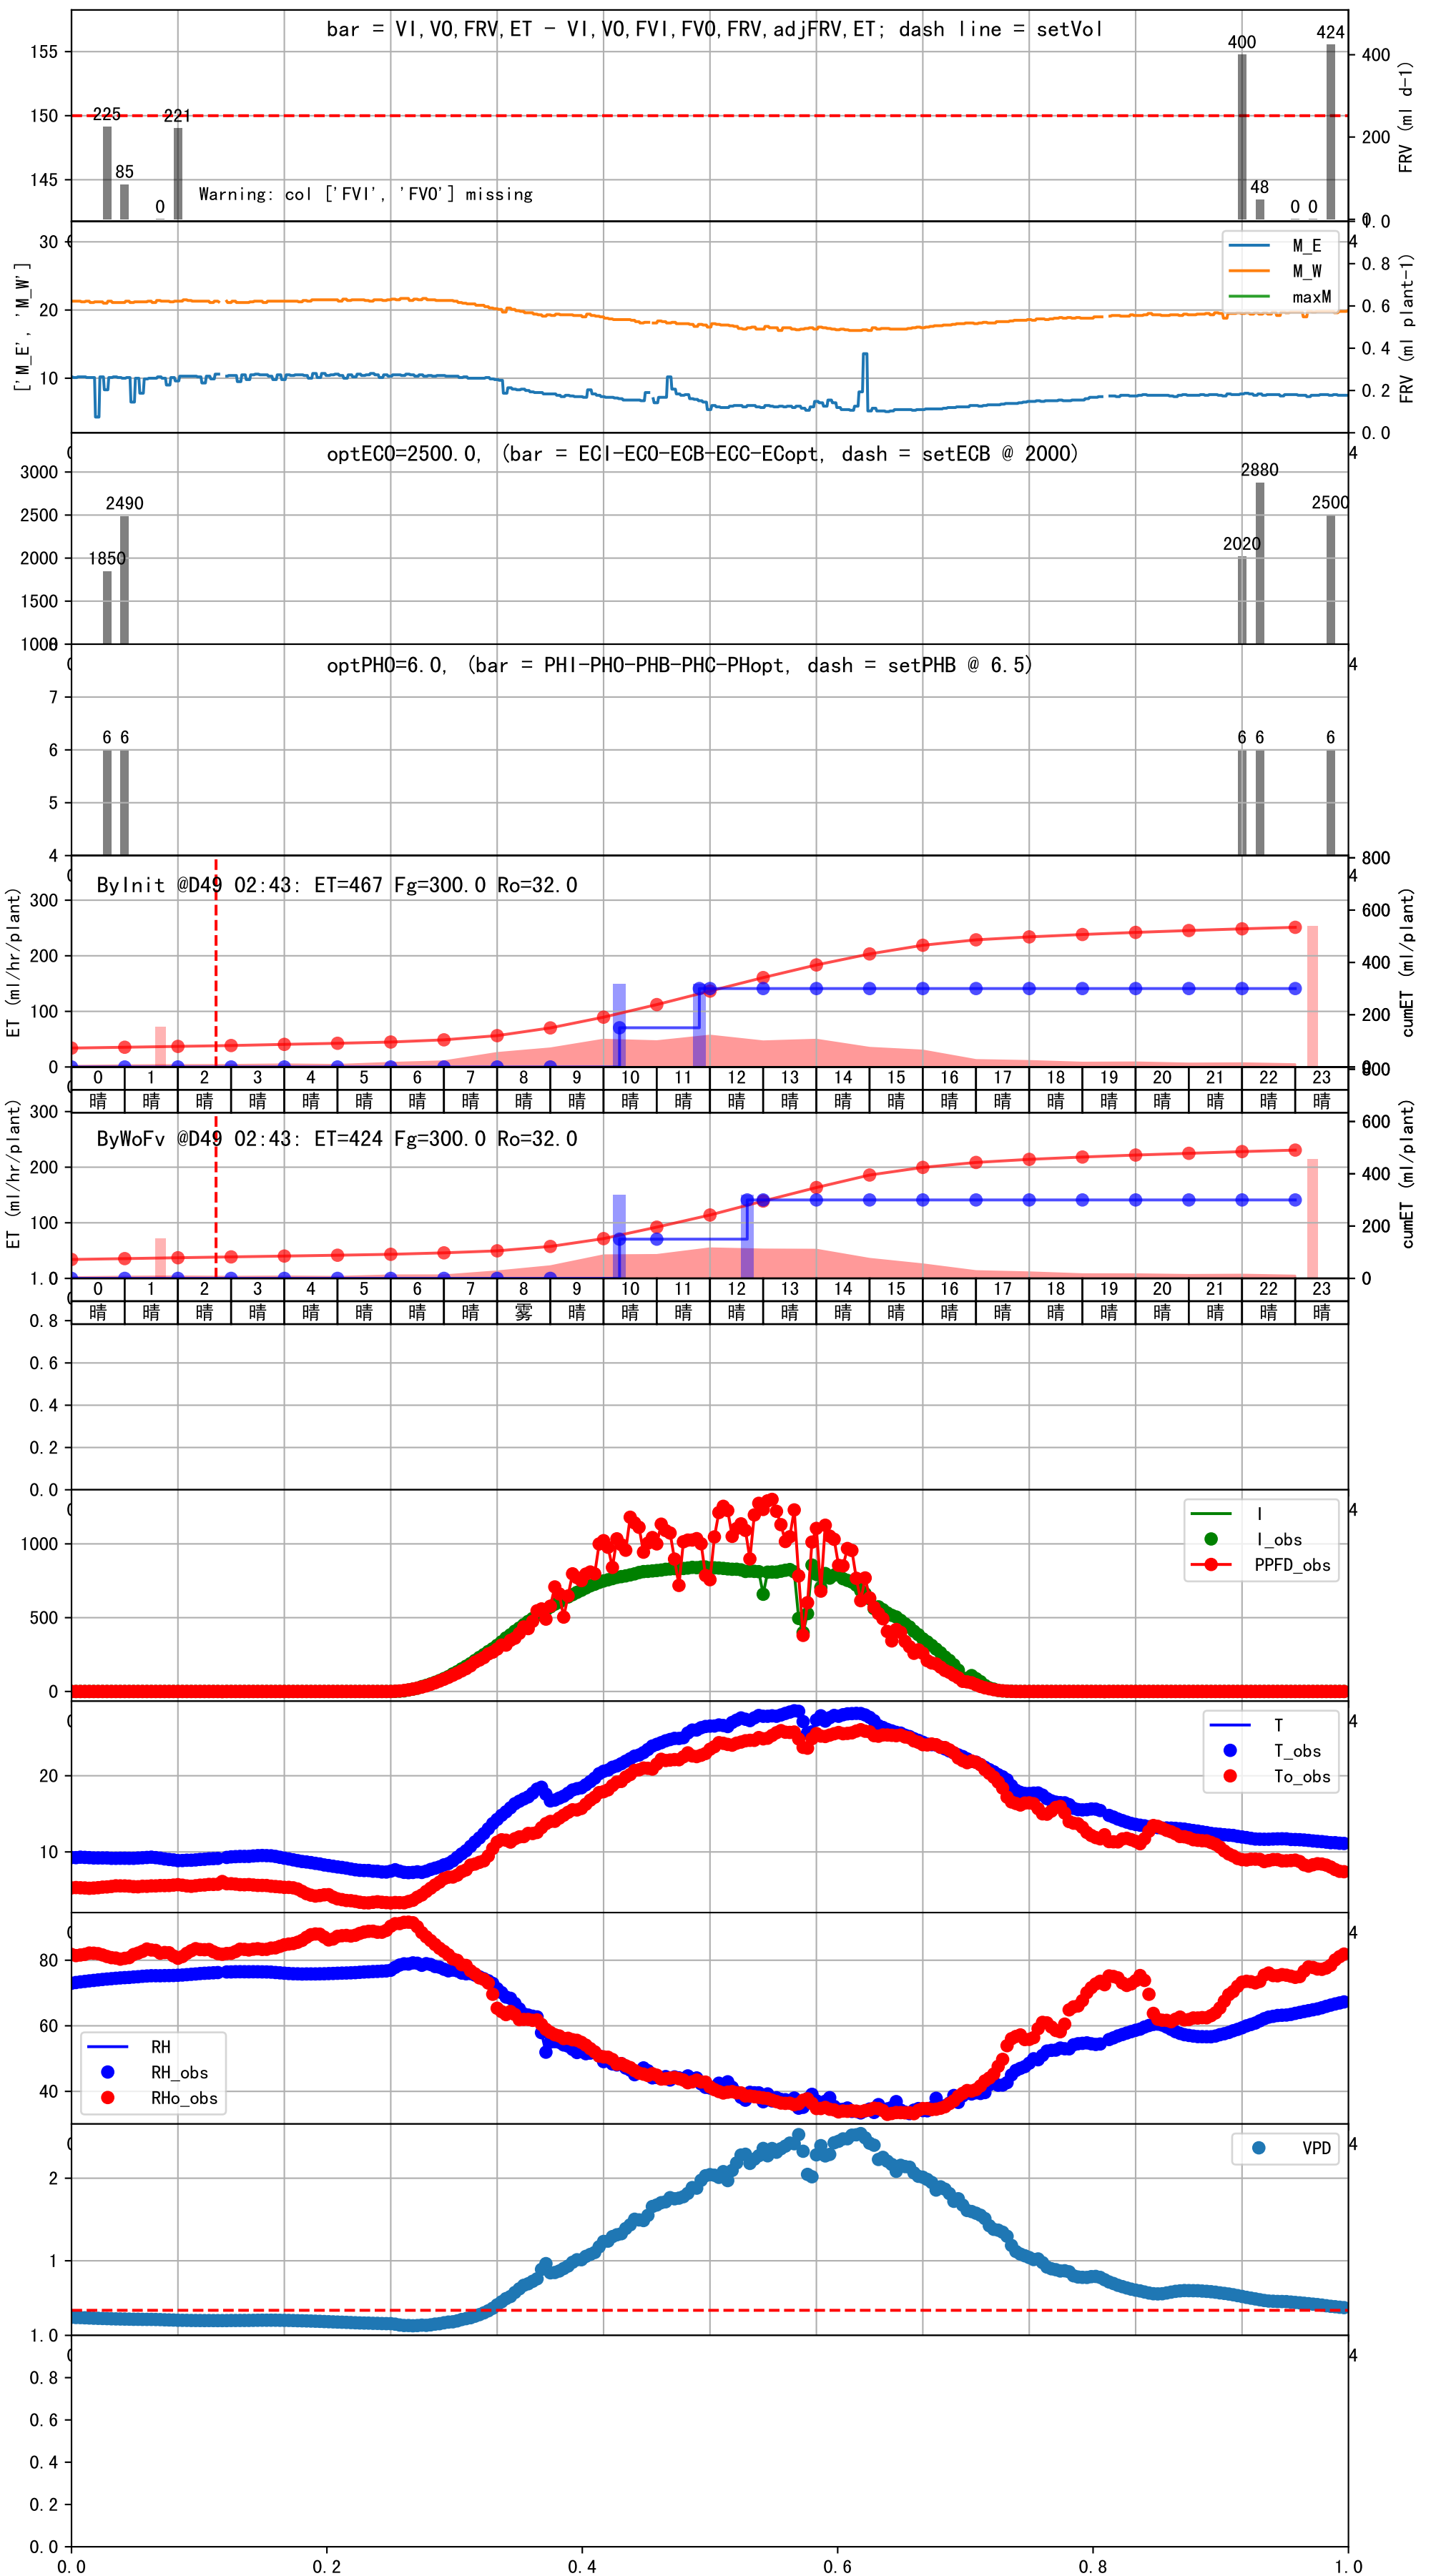 bar = VI,VO,FRV,ET - VI,VO,FVI,FVO,FRV,adjFRV,ET; dash line = setVol
155
150
145
225
85
0
221
400
48
0
0
424
Warning: col ['FVI', 'FVO'] missing
400
200
0
FRV (ml d-1)
['M_E', 'M_W']
30
20
10
M_E
M_W
maxM
1.0
0.8
0.6
0.4
0.2
0.0
FRV (ml plant-1)
4
optECO=2500.0, (bar = ECI-ECO-ECB-ECC-ECopt, dash = setECB @ 2000)
3000
2500
2000
1500
1000
1850
2490
2020
2880
2500
4
optPHO=6.0, (bar = PHI-PHO-PHB-PHC-PHopt, dash = setPHB @ 6.5)
7
6
5
4
6
6
6
6
6
4
ByInit @D49 02:43: ET=467 Fg=300.0 Ro=32.0
ET (ml/hr/plant)
300
200
100
0
800
600
400
200
0
cumET (ml/plant)
4
0 1 2 3 4 5 6 7 8 9 10 11 12 13 14 15 16 17 18 19 20 21 22 23
晴 晴 晴 晴 晴 晴 晴 晴 晴 晴 晴 晴 晴 晴 晴 晴 晴 晴 晴 晴 晴 晴 晴 晴
ByWoFv @D49 02:43: ET=424 Fg=300.0 Ro=32.0
ET (ml/hr/plant)
300
200
100
800
600
400
200
0
cumET (ml/plant)
0 1 2 3 4 5 6 7 8 9 10 11 12 13 14 15 16 17 18 19 20 21 22 23
晴 晴 晴 晴 晴 晴 晴 晴 雾 晴 晴 晴 晴 晴 晴 晴 晴 晴 晴 晴 晴 晴 晴 晴
1.0
0.8
0.6
0.4
0.2
0.0
1000
500
0
I
I_obs
PPFD_obs
4
20
10
T
T_obs
To_obs
4
80
60
40
RH
RH_obs
RHo_obs
4
2
1
VPD
4
1.0
0.8
0.6
0.4
0.2
0.0
4
0.0 0.2 0.4 0.6 0.8 1.0